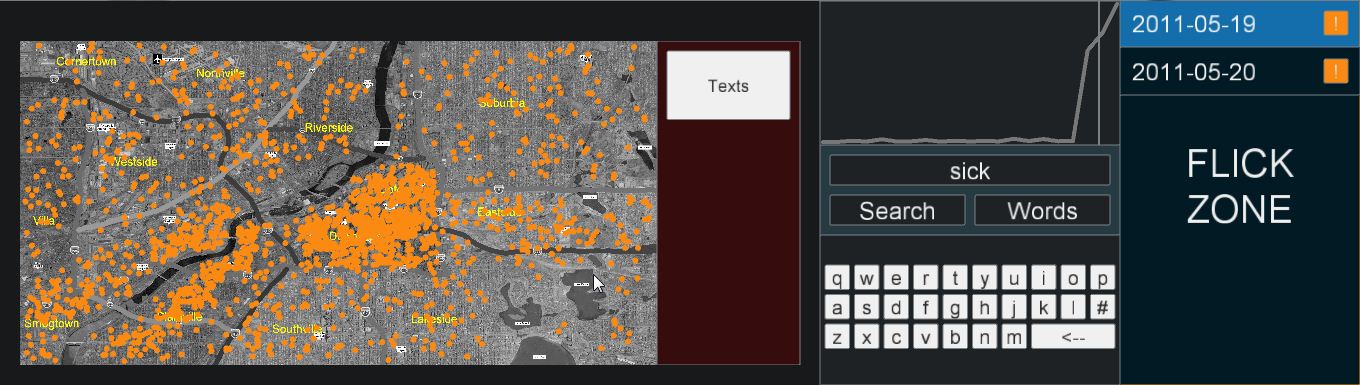 Cornertown
Northville
Suburbia
Riverside
Westside
Villa
Eastside
Smogtown
Plainville
Southville
Lakeside
Texts
sick
Search
Words
q w e r t y u i o p
a s d f g h j k l #
z x c v b n m <--
2011-05-19 !
2011-05-20 !
FLICK
ZONE